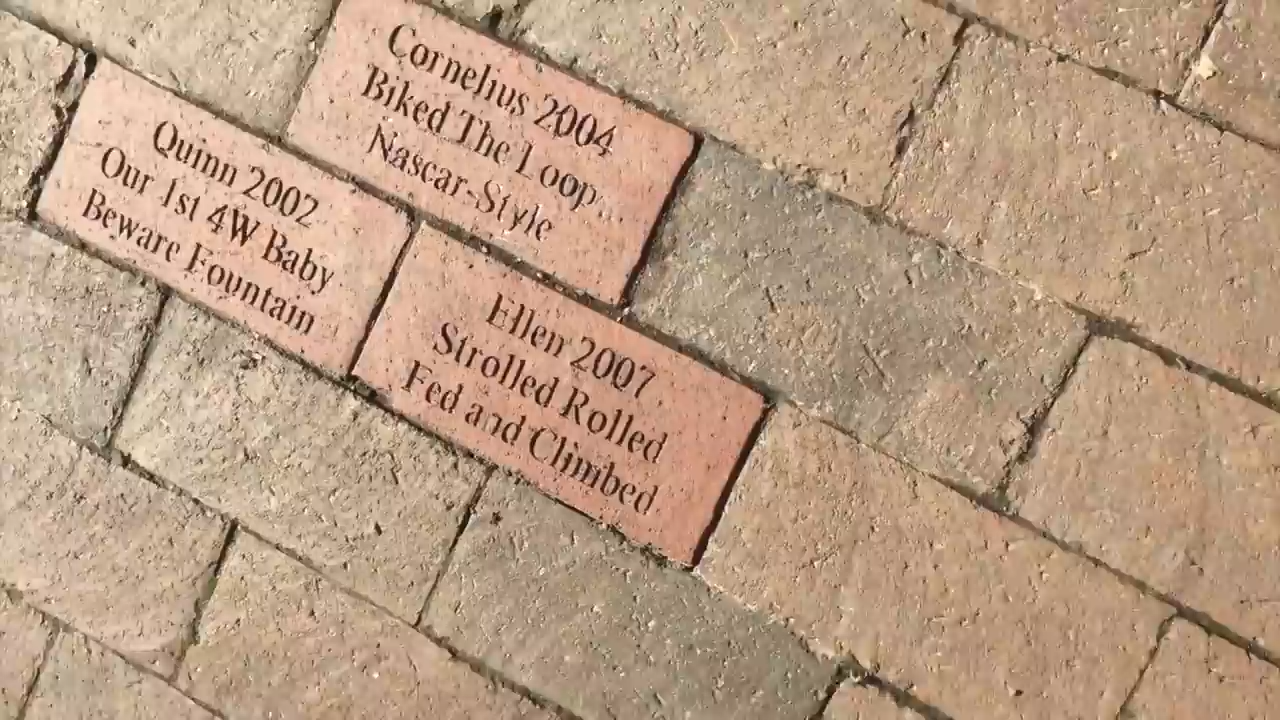 Cornelius 2004
Biked The Loop...
Nascar-Style
Quinn 2002
Our 1st 4W Baby
Beware Fountain
Ellen 2007
Strolled Rolled
Fed and Climbed